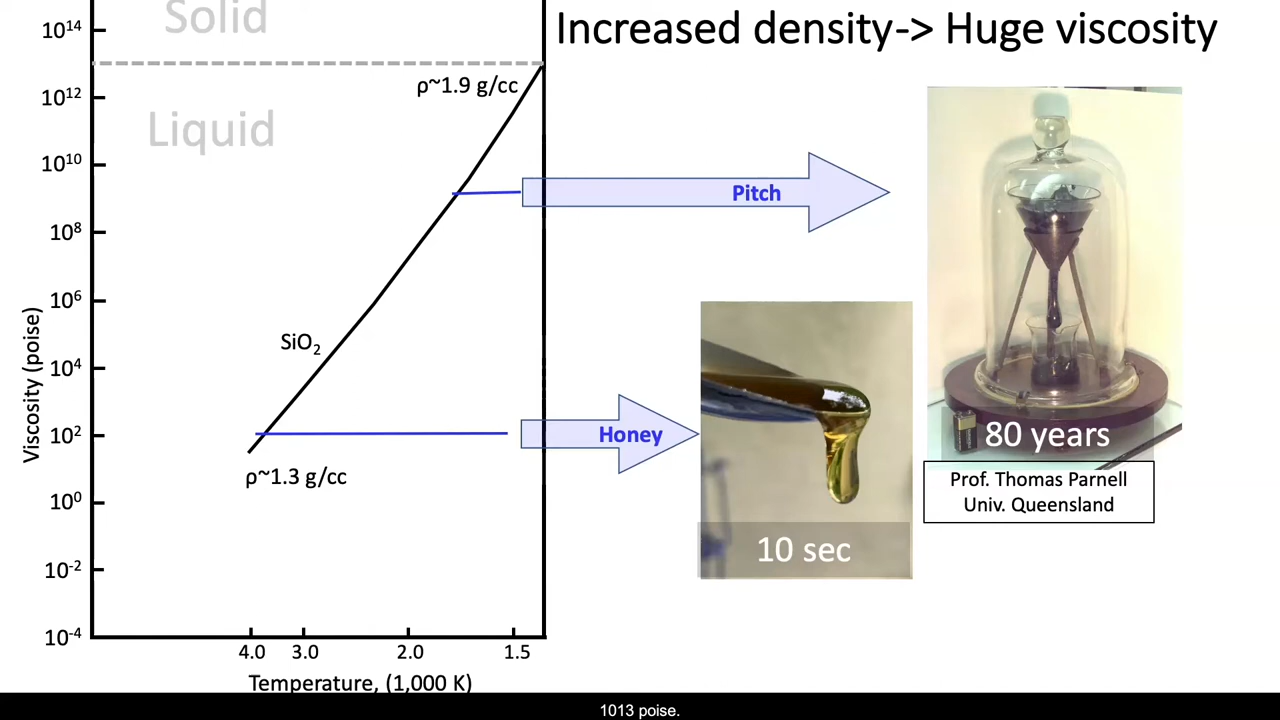 Increased density-> Huge viscosity
Solid
Liquid
10¹⁴
10¹²
10¹⁰
10⁸
10⁶
10⁴
10²
10⁰
10⁻²
10⁻⁴
Viscosity (poise)
ρ~1.9 g/cc
SiO₂
ρ~1.3 g/cc
4.0 3.0 2.0 1.5
Temperature, (1,000 K)
Pitch
Honey
10 sec
80 years
Prof. Thomas Parnell
Univ. Queensland
1013 poise.